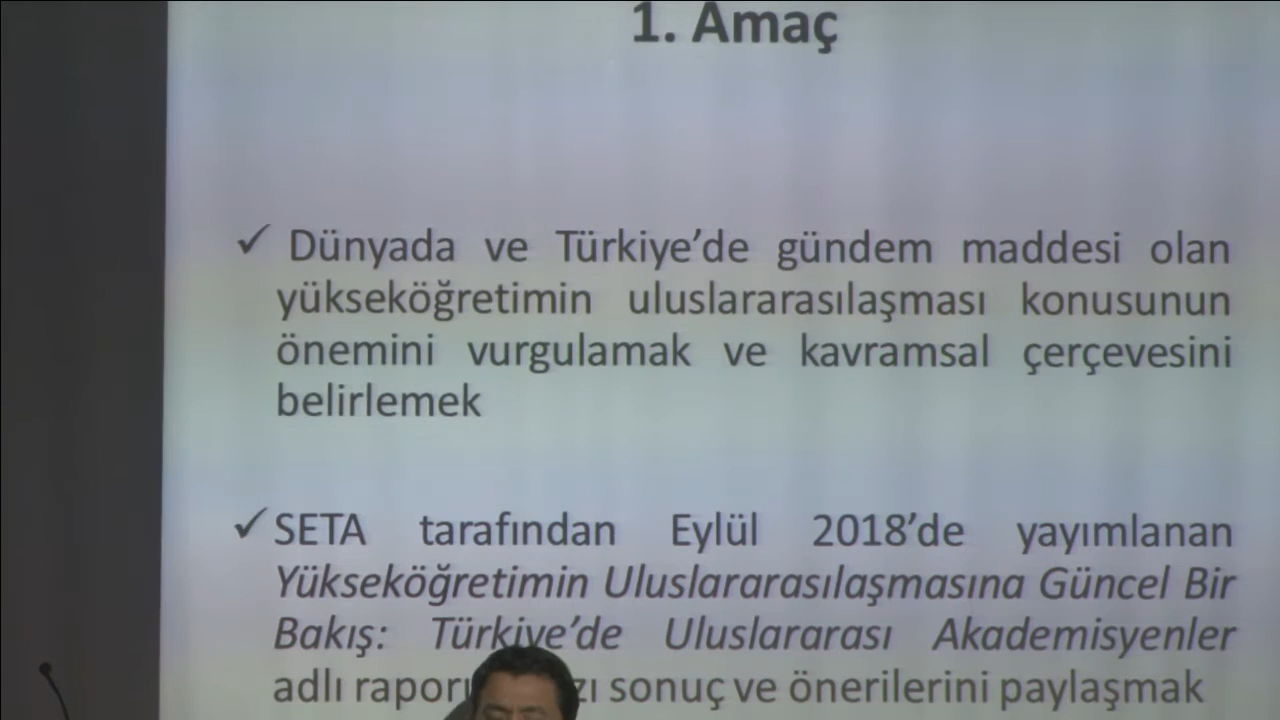 1. Amaç
✓ Dünyada ve Türkiye’de gündem maddesi olan
yükseköğretimin uluslararasılaşması konusunun
önemini vurgulamak ve kavramsal çerçevesini
belirlemek
✓ SETA tarafından Eylül 2018’de yayımlanan
Yükseköğretimin Uluslararasılaşmasına Güncel Bir
Bakış: Türkiye’de Uluslararası Akademisyenler
adlı sonuç ve önerilerini paylaşmak